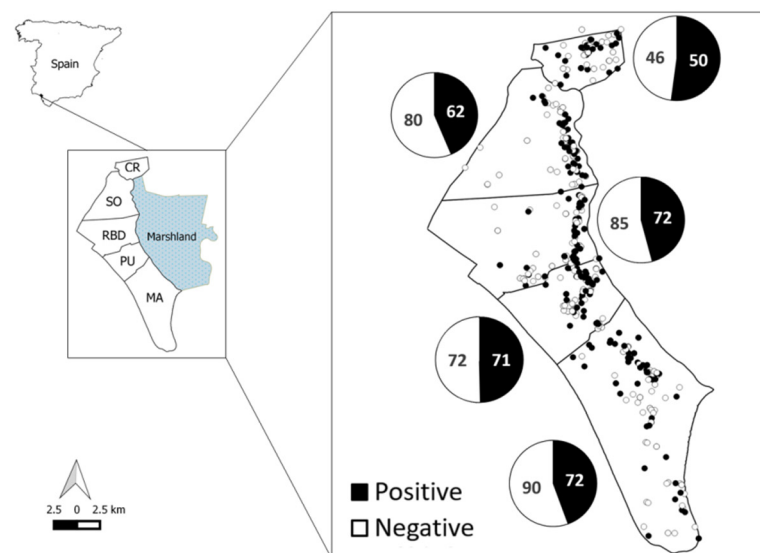 Spain
CR
SO
RBD
Marshland
PU
MA
2.5 0 2.5 km
46 50
80 62
85 72
72 71
90 72
Positive
Negative